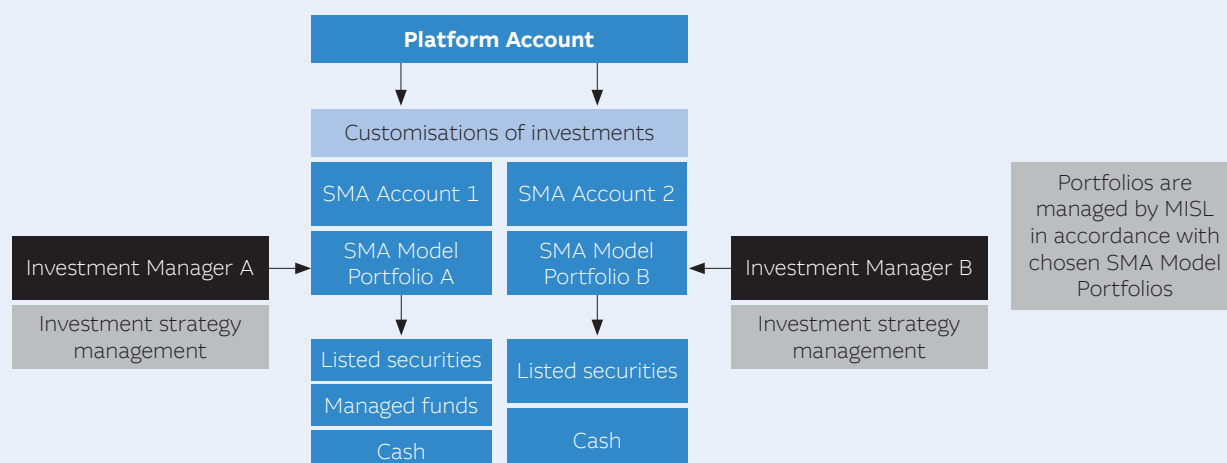 Platform Account
Customisations of investments
SMA Account 1
SMA Account 2
Portfolios are
managed by MISL
in accordance with
chosen SMA Model
Portfolios
Investment Manager A
SMA Model
Portfolio A
SMA Model
Portfolio B
Investment Manager B
Investment strategy
management
Investment strategy
management
Listed securities
Managed funds
Cash
Listed securities
Cash